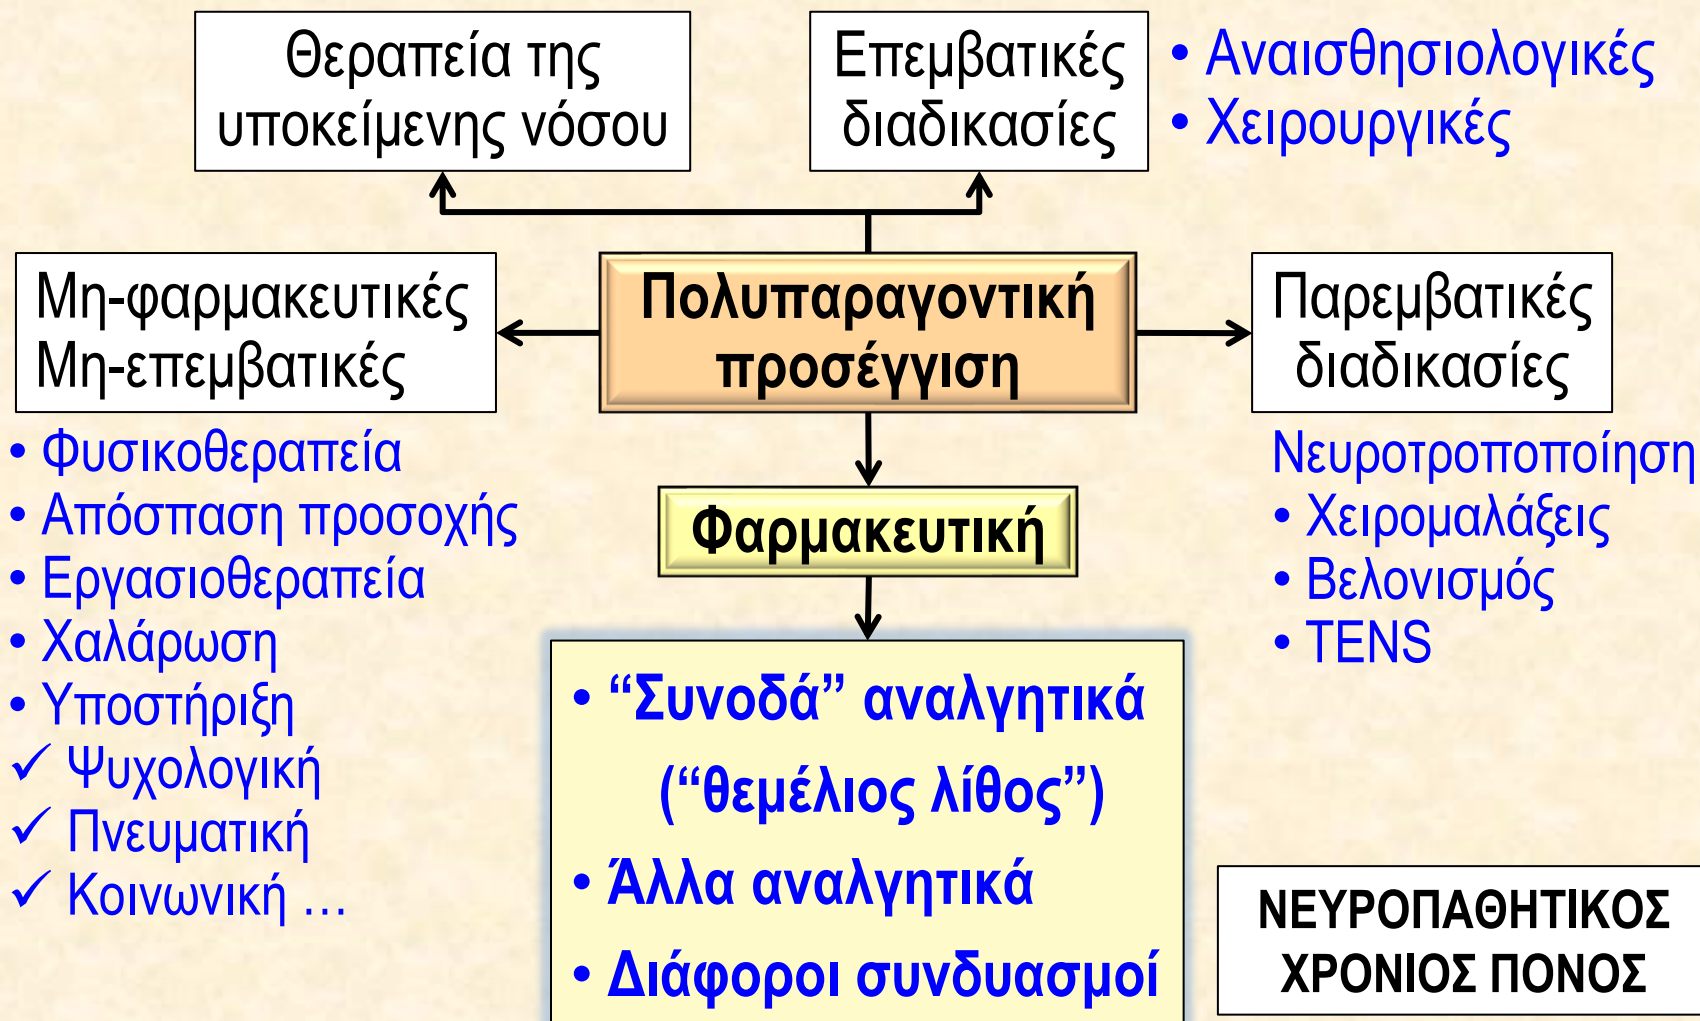 Θεραπεία της
υποκείμενης νόσου
Επεμβατικές
διαδικασίες
• Αναισθησιολογικές
• Χειρουργικές
Μη-φαρμακευτικές
Μη-επεμβατικές
Πολυπαραγοντική
προσέγγιση
Παρεμβατικές
διαδικασίες
• Φυσικοθεραπεία
• Απόσπαση προσοχής
• Εργασιοθεραπεία
• Χαλάρωση
• Υποστήριξη
✓ Ψυχολογική
✓ Πνευματική
✓ Κοινωνική …
Φαρμακευτική
• “Συνοδά” αναλγητικά
(“θεμέλιος λίθος”)
• Άλλα αναλγητικά
• Διάφοροι συνδυασμοί
Νευροτροποποίηση
• Χειρομαλάξεις
• Βελονισμός
• TENS
ΝΕΥΡΟΠΑΘΗΤΙΚΟΣ
ΧΡΟΝΙΟΣ ΠΟΝΟΣ